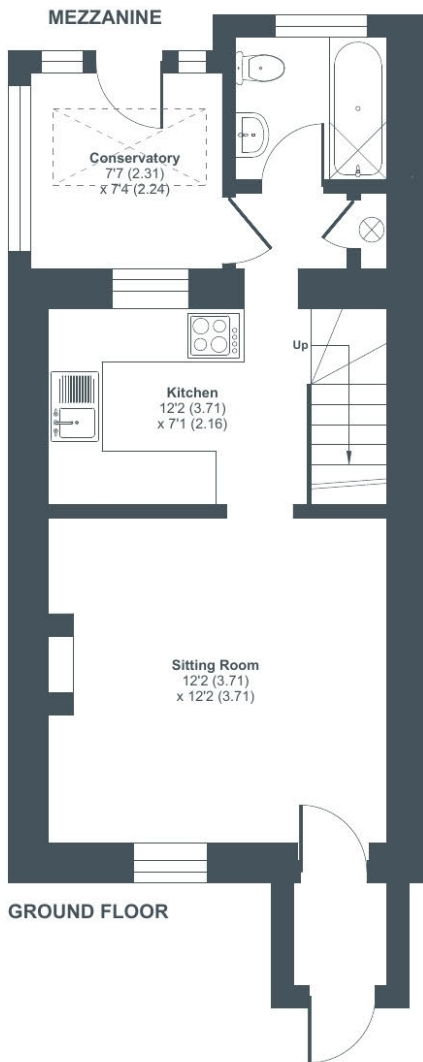 MEZZANINE
Conservatory
7'7 (2.31)
x 7'4 (2.24)
Up
Kitchen
12'2 (3.71)
x 7'1 (2.16)
Sitting Room
12'2 (3.71)
x 12'2 (3.71)
GROUND FLOOR